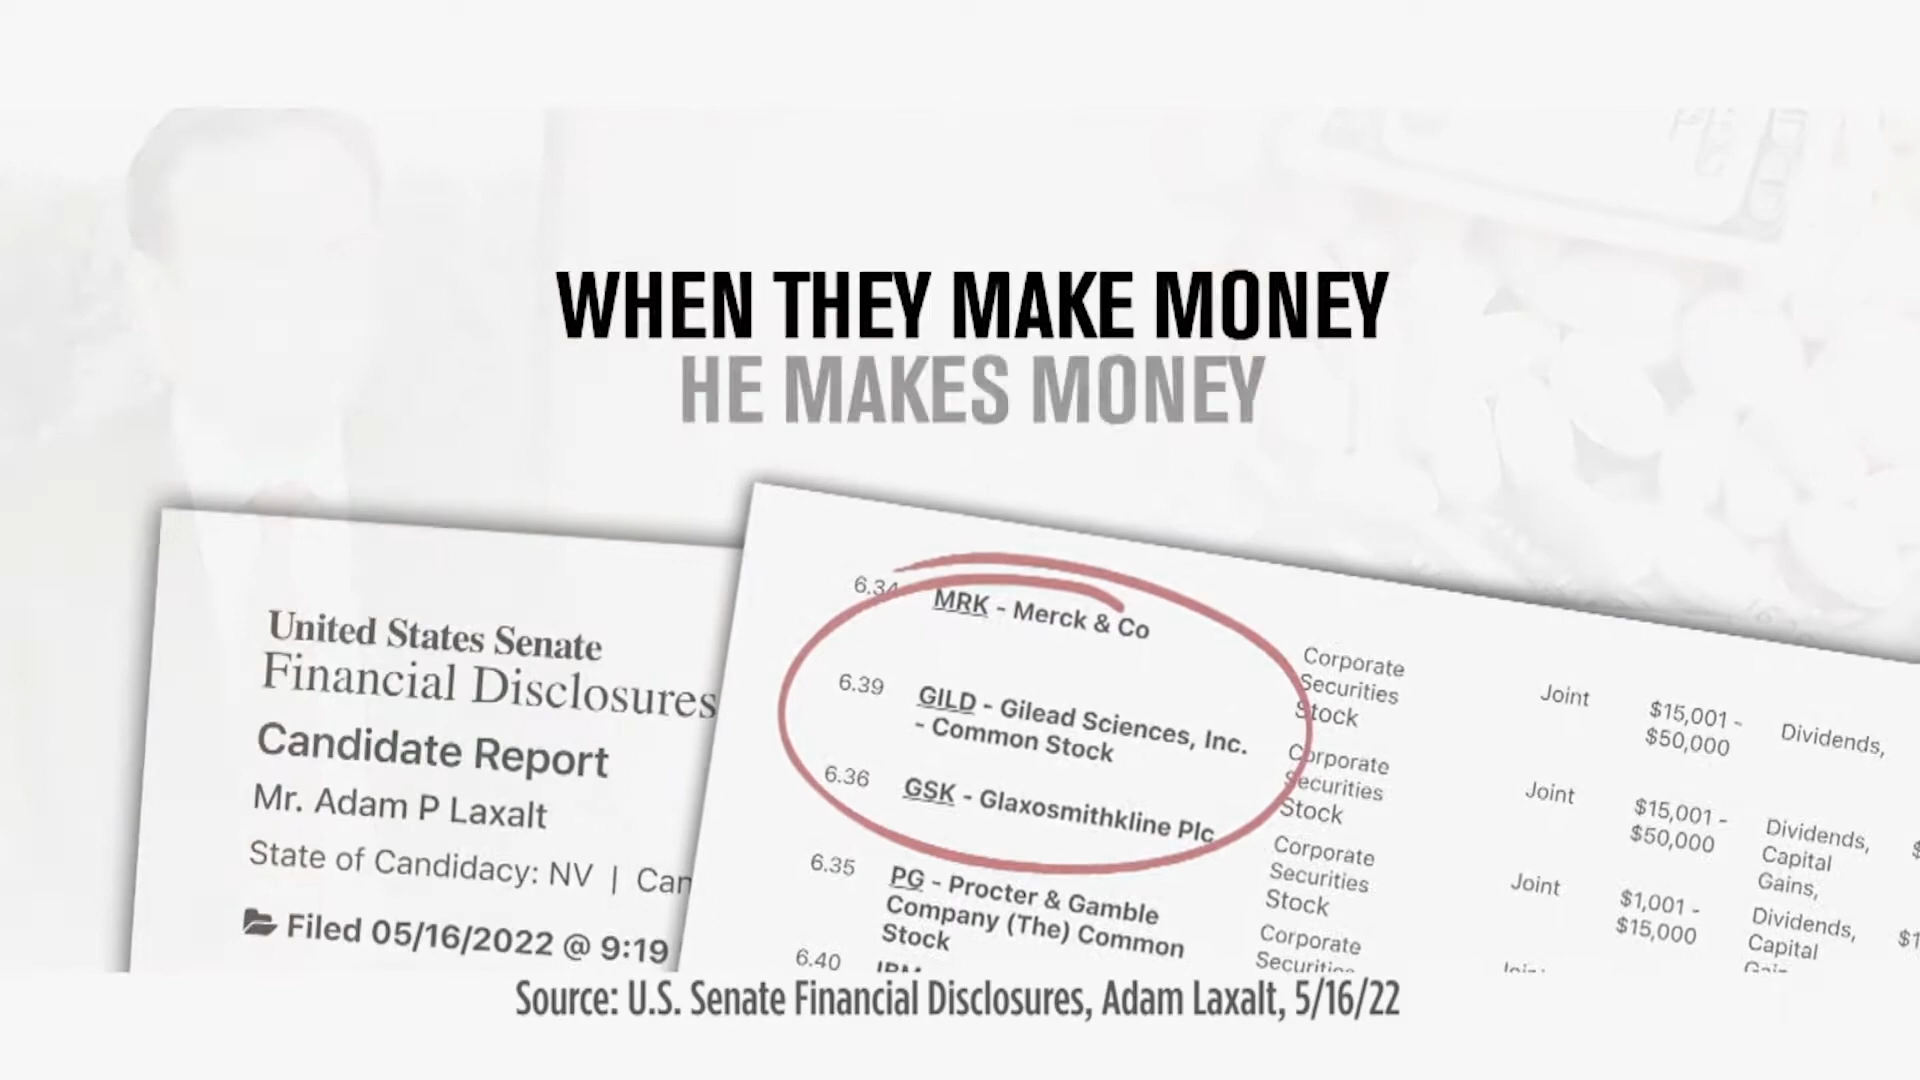 WHEN THEY MAKE MONEY
HE MAKES MONEY
United States Senate
Financial Disclosures
Candidate Report
Mr. Adam P Laxalt
State of Candidacy: NV | Can
Filed 05/16/2022 @ 9:19
6.34
MRK - Merck & Co
Corporate
Securities
Stock
Joint
$15,001 -
$50,000
Dividends,
6.39
GILD - Gilead Sciences, Inc.
- Common Stock
Corporate
Securities
Stock
Joint
$15,001 -
$50,000
Dividends,
Capital
Gains,
6.36
GSK - Glaxosmithkline Plc
Corporate
Securities
Stock
Joint
$1,001 -
$15,000
Dividends,
Capital
6.35
PG - Procter & Gamble
Company (The) Common
Stock
Corporate
6.40
Source: U.S. Senate Financial Disclosures, Adam Laxalt, 5/16/22